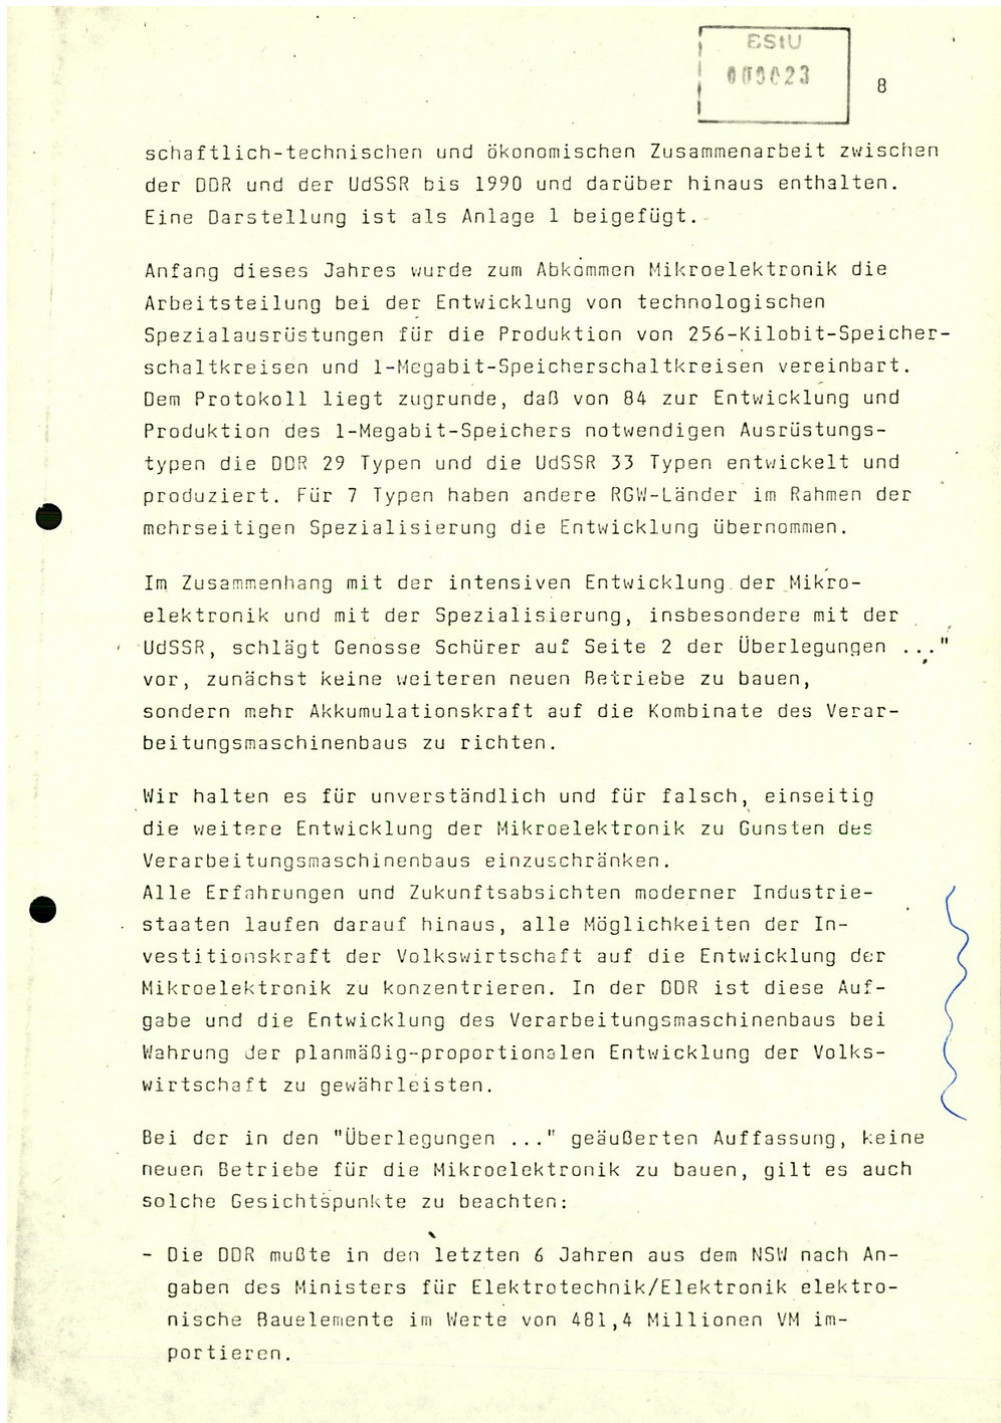 BStU
000023
8
schaftlich-technischen und ökonomischen Zusammenarbeit zwischen
der DDR und der UdSSR bis 1990 und darüber hinaus enthalten.
Eine Darstellung ist als Anlage 1 beigefügt.
Anfang dieses Jahres wurde zum Abkommen Mikroelektronik die
Arbeitsteilung bei der Entwicklung von technologischen
Spezialausrüstungen für die Produktion von 256-Kilobit-Speicher-
schaltkreisen und 1-Megabit-Speicherschaltkreisen vereinbart.
Dem Protokoll liegt zugrunde, daß von 84 zur Entwicklung und
Produktion des 1-Megabit-Speichers notwendigen Ausrüstungs-
typen die DDR 29 Typen und die UdSSR 33 Typen entwickelt und
produziert. Für 7 Typen haben andere RGW-Länder im Rahmen der
mehrseitigen Spezialisierung die Entwicklung übernommen.
Im Zusammenhang mit der intensiven Entwicklung der Mikro-
elektronik und mit der Spezialisierung, insbesondere mit der
UdSSR, schlägt Genosse Schürer auf Seite 2 der Überlegungen ..."
vor, zunächst keine weiteren neuen Betriebe zu bauen,
sondern mehr Akkumulationskraft auf die Kombinate des Verar-
beitungsmaschinenbaus zu richten.
Wir halten es für unverständlich und für falsch, einseitig
die weitere Entwicklung der Mikroelektronik zu Gunsten des
Verarbeitungsmaschinenbaus einzuschränken.
Alle Erfahrungen und Zukunftsabsichten moderner Industrie-
staaten laufen darauf hinaus, alle Möglichkeiten der In-
vestitionskraft der Volkswirtschaft auf die Entwicklung der
Mikroelektronik zu konzentrieren. In der DDR ist diese Auf-
gabe und die Entwicklung des Verarbeitungsmaschinenbaus bei
Wahrung der planmäßig-proportionalen Entwicklung der Volks-
wirtschaft zu gewährleisten.
Bei der in den "Überlegungen ..." geäußerten Auffassung, keine
neuen Betriebe für die Mikroelektronik zu bauen, gilt es auch
solche Gesichtspunkte zu beachten:
- Die DDR mußte in den letzten 6 Jahren aus dem NSW nach An-
gaben des Ministers für Elektrotechnik/Elektronik elektro-
nische Bauelemente im Werte von 481,4 Millionen VM im-
portieren.